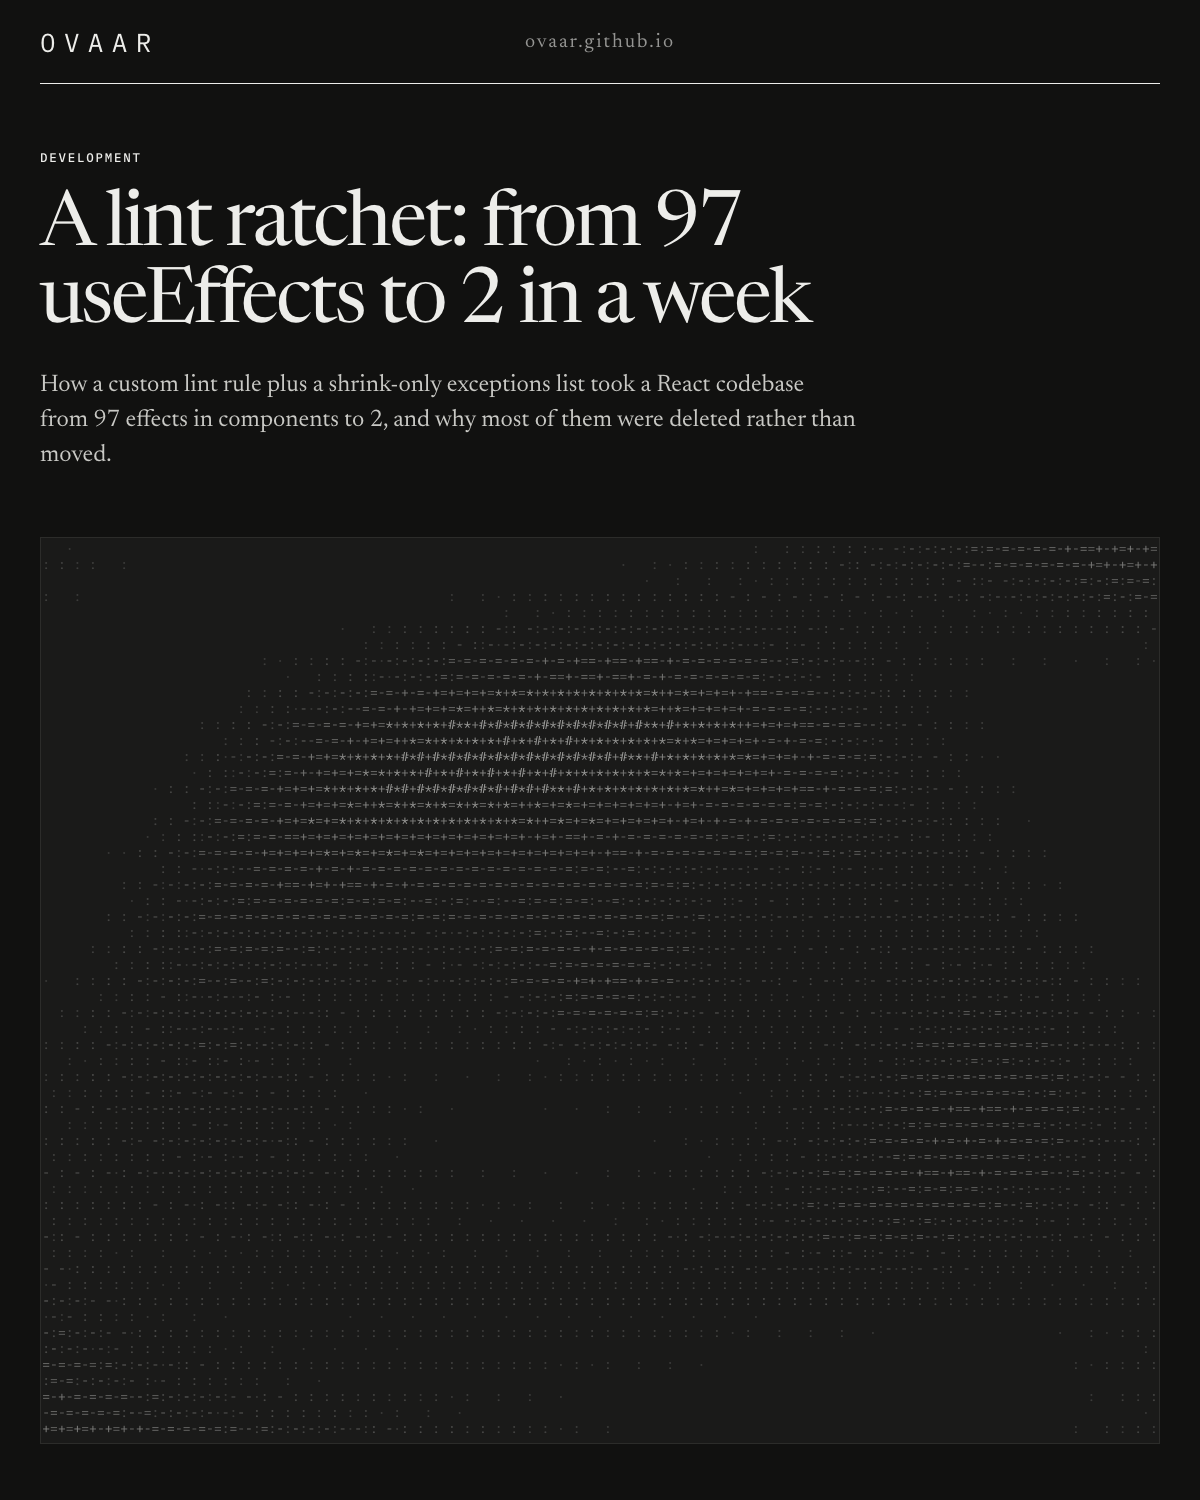 OVAAR
ovaar.github.io
DEVELOPMENT
A lint ratchet: from 97
useEffects to 2 in a week
How a custom lint rule plus a shrink-only exceptions list took a React codebase
from 97 effects in components to 2, and why most of them were deleted rather than
moved.